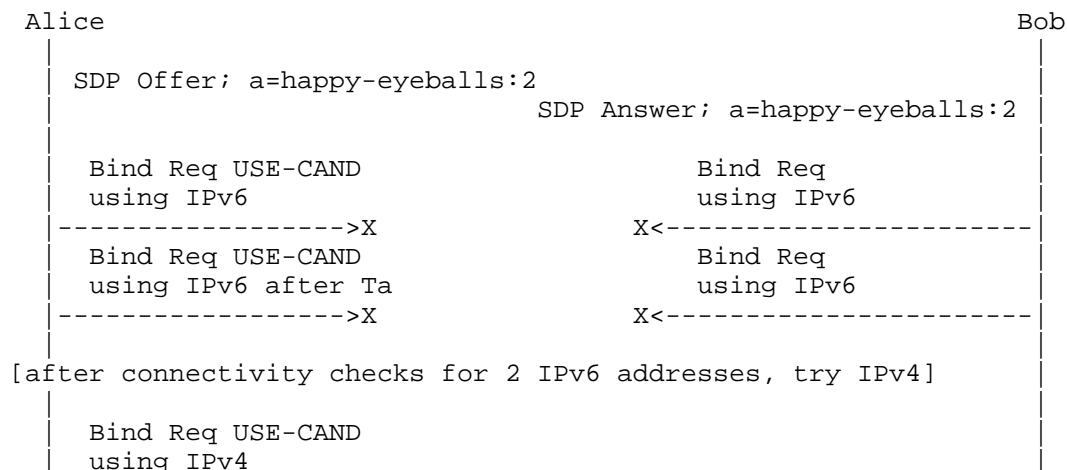 Alice Bob
SDP Offer; a=happy-eyeballs:2
SDP Answer; a=happy-eyeballs:2
Bind Req USE-CAND Bind Req
using IPv6 using IPv6
------------------>X X<-----------------------
Bind Req USE-CAND Bind Req
using IPv6 after Ta using IPv6
------------------>X X<-----------------------
[after connectivity checks for 2 IPv6 addresses, try IPv4]
Bind Req USE-CAND
using IPv4